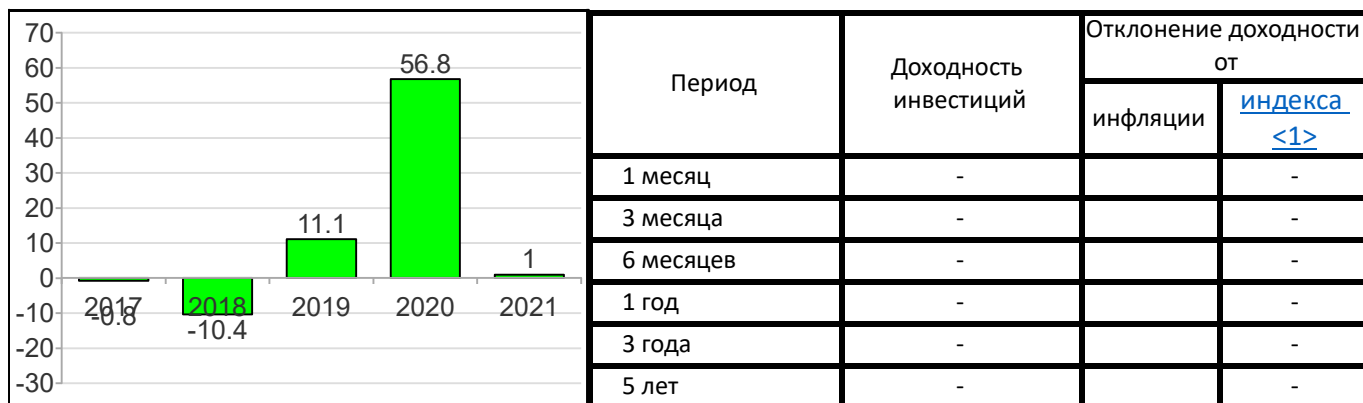 70
60
50
40
30
20
10
0
-10
-20
-30
56.8
11.1
1
2017 2018 2019 2020 2021
-0.8
-10.4
Период
Доходность
инвестиций
Отклонение доходности
от
инфляции
индекса
<1>
1 месяц - -
3 месяца - -
6 месяцев - -
1 год - -
3 года - -
5 лет - -